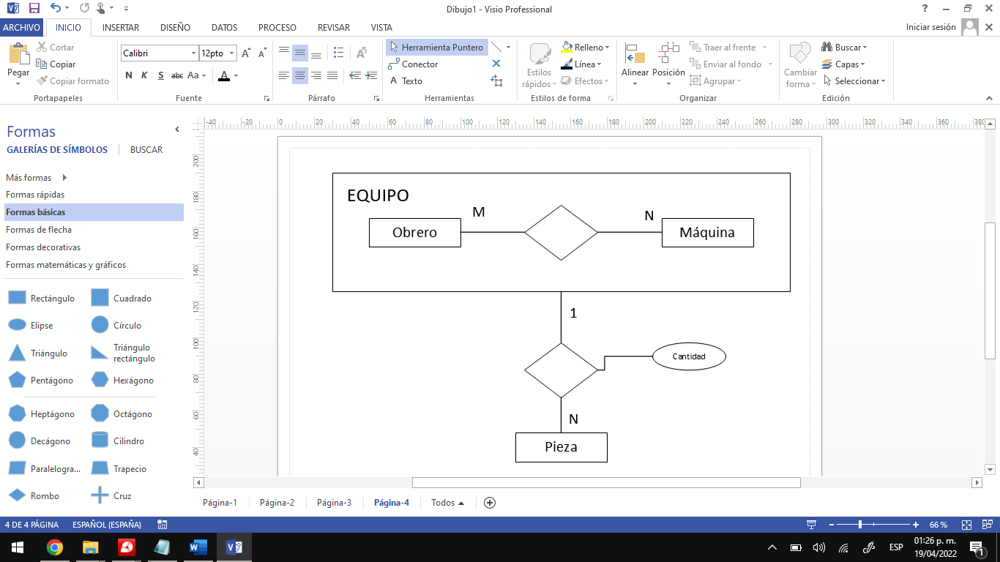 Dibujo1 - Visio Professional
ARCHIVO INICIO INSERTAR DISEÑO DATOS PROCESO REVISAR VISTA Iniciar sesión
Pegar
Cortar
Copiar
Copiar formato
Portapapeles
Calibri 12pto
N K S abc Aa A
Fuente
Párrafo
Herramienta Puntero
Conector
A Texto
Herramientas
Estilos rápidos
Relleno
Línea
Efectos
Estilos de forma
Alinear Posición
Traer al frente
Enviar al fondo
Agrupar
Organizar
Cambiar forma
Buscar
Capas
Seleccionar
Edición
Formas
GALERÍAS DE SÍMBOLOS BUSCAR
Más formas
Formas rápidas
Formas básicas
Formas de flecha
Formas decorativas
Formas matemáticas y gráficos
Rectángulo Cuadrado
Elipse Círculo
Triángulo Triángulo rectángulo
Pentágono Hexágono
Heptágono Octágono
Decágono Cilindro
Paralelogra... Trapecio
Rombo Cruz
-40 -20 0 20 40 60 80 100 120 140 160 180 200 220 240 260 280 300 320 340 360 380
200
180
160
140
120
100
80
60
40
EQUIPO
M N
Obrero Máquina
1
Cantidad
N
Pieza
Página-1 Página-2 Página-3 Página-4 Todos
4 DE 4 PÁGINA ESPAÑOL (ESPAÑA) 66 %
ESP
01:26 p. m.
19/04/2022
1